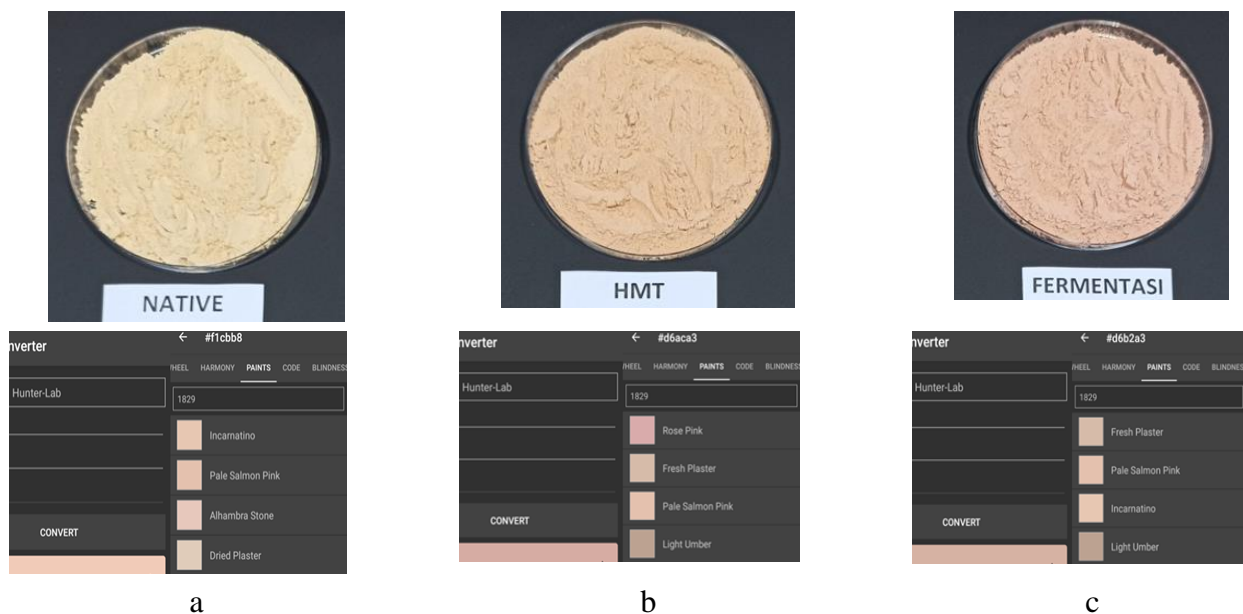 NATIVE
HMT
FERMENTASI
nverter
← #f1cbb8
HEEL HARMONY PAINTS CODE BLINDNESS
Hunter-Lab
1829
Incarnatino
Pale Salmon Pink
Alhambra Stone
CONVERT
Dried Plaster
nverter
← #d6aca3
HEEL HARMONY PAINTS CODE BLINDNESS
Hunter-Lab
1829
Rose Pink
Fresh Plaster
Pale Salmon Pink
CONVERT
Light Umber
nverter
← #d6b2a3
HEEL HARMONY PAINTS CODE BLINDNES
Hunter-Lab
1829
Fresh Plaster
Pale Salmon Pink
Incarnatino
CONVERT
Light Umber
a
b
c